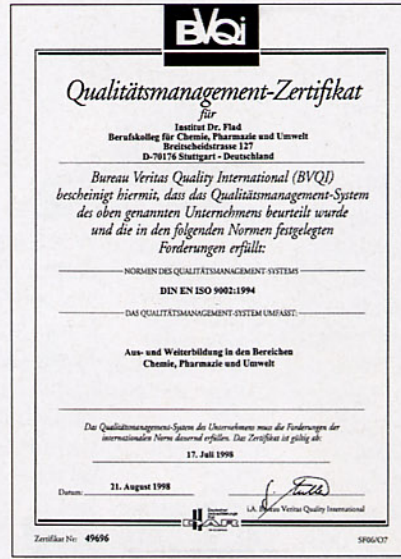 BVQi
Qualitätsmanagement-Zertifikat
für
Institut Dr. Flad
Berufskolleg für Chemie, Pharmazie und Umwelt
Breitscheidstrasse 127
D-70176 Stuttgart - Deutschland
Bureau Veritas Quality International (BVQI)
bescheinigt hiermit, dass das Qualitätsmanagement-System
des oben genannten Unternehmens beurteilt wurde
und die in den folgenden Normen festgelegten
Forderungen erfüllt:
NORMEN DES QUALITÄTSMANAGEMENT-SYSTEMS
DIN EN ISO 9002:1994
DAS QUALITÄTSMANAGEMENT-SYSTEM UMFASST:
Aus- und Weiterbildung in den Bereichen
Chemie, Pharmazie und Umwelt
Das Qualitätsmanagement-System des Unternehmens muss die Forderungen der
internationalen Norm dauernd erfüllen. Das Zertifikat ist gültig ab:
17. Juli 1998
Datum: 21. August 1998
i.A. Bureau Veritas Quality International
DAR
Zertifikat Nr: 49696
SF06/O7